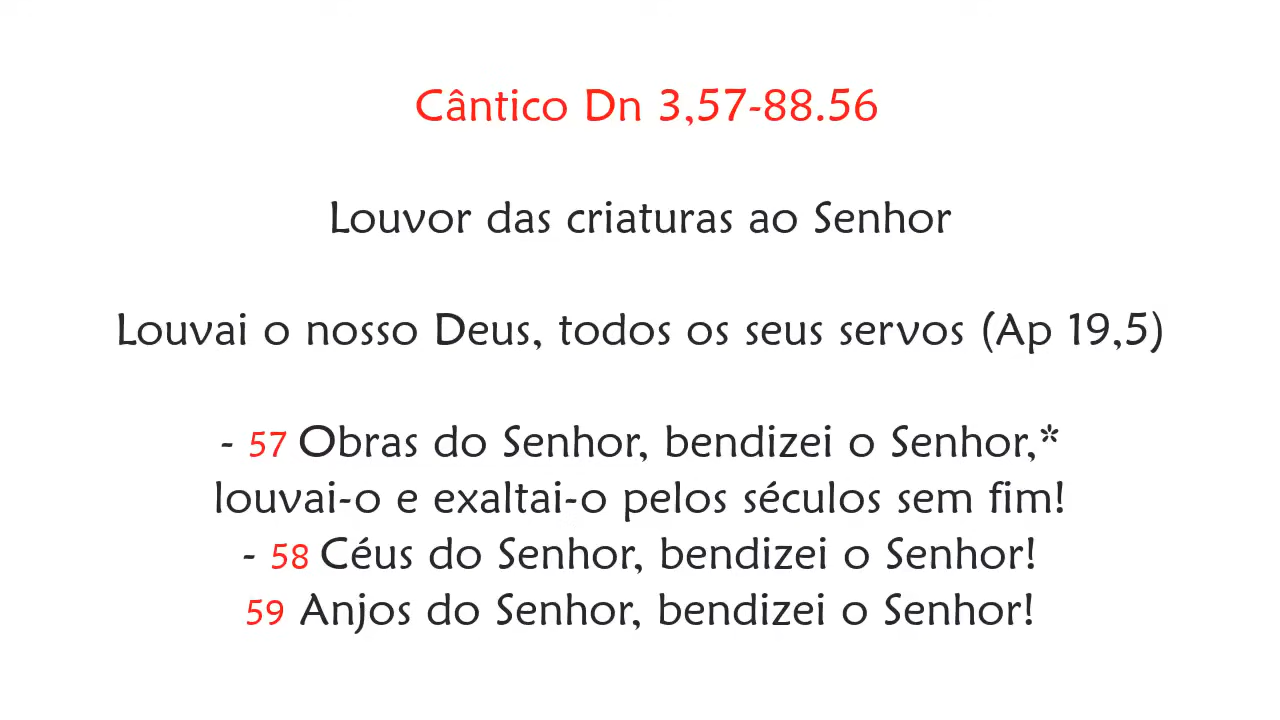 Cântico Dn 3,57-88.56
Louvor das criaturas ao Senhor
Louvai o nosso Deus, todos os seus servos (Ap 19,5)
- 57 Obras do Senhor, bendizei o Senhor,*
louvai-o e exaltai-o pelos séculos sem fim!
- 58 Céus do Senhor, bendizei o Senhor!
59 Anjos do Senhor, bendizei o Senhor!